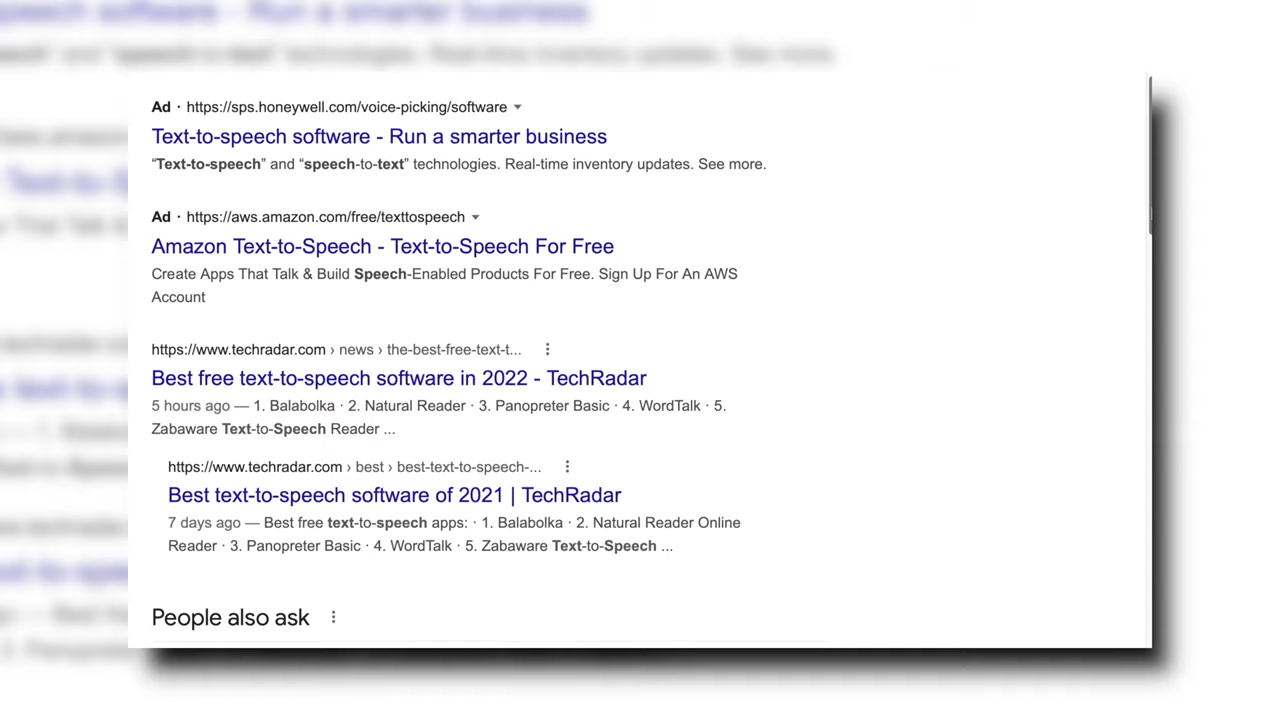 Ad · https://sps.honeywell.com/voice-picking/software
Text-to-speech software - Run a smarter business
“Text-to-speech” and “speech-to-text” technologies. Real-time inventory updates. See more.
Ad · https://aws.amazon.com/free/texttospeech
Amazon Text-to-Speech - Text-to-Speech For Free
Create Apps That Talk & Build Speech-Enabled Products For Free. Sign Up For An AWS
Account
https://www.techradar.com › news › the-best-free-text-t...
Best free text-to-speech software in 2022 - TechRadar
5 hours ago — 1. Balabolka · 2. Natural Reader · 3. Panopreter Basic · 4. WordTalk · 5.
Zabaware Text-to-Speech Reader ...
https://www.techradar.com › best › best-text-to-speech-...
Best text-to-speech software of 2021 | TechRadar
7 days ago — Best free text-to-speech apps: · 1. Balabolka · 2. Natural Reader Online
Reader · 3. Panopreter Basic · 4. WordTalk · 5. Zabaware Text-to-Speech ...
People also ask